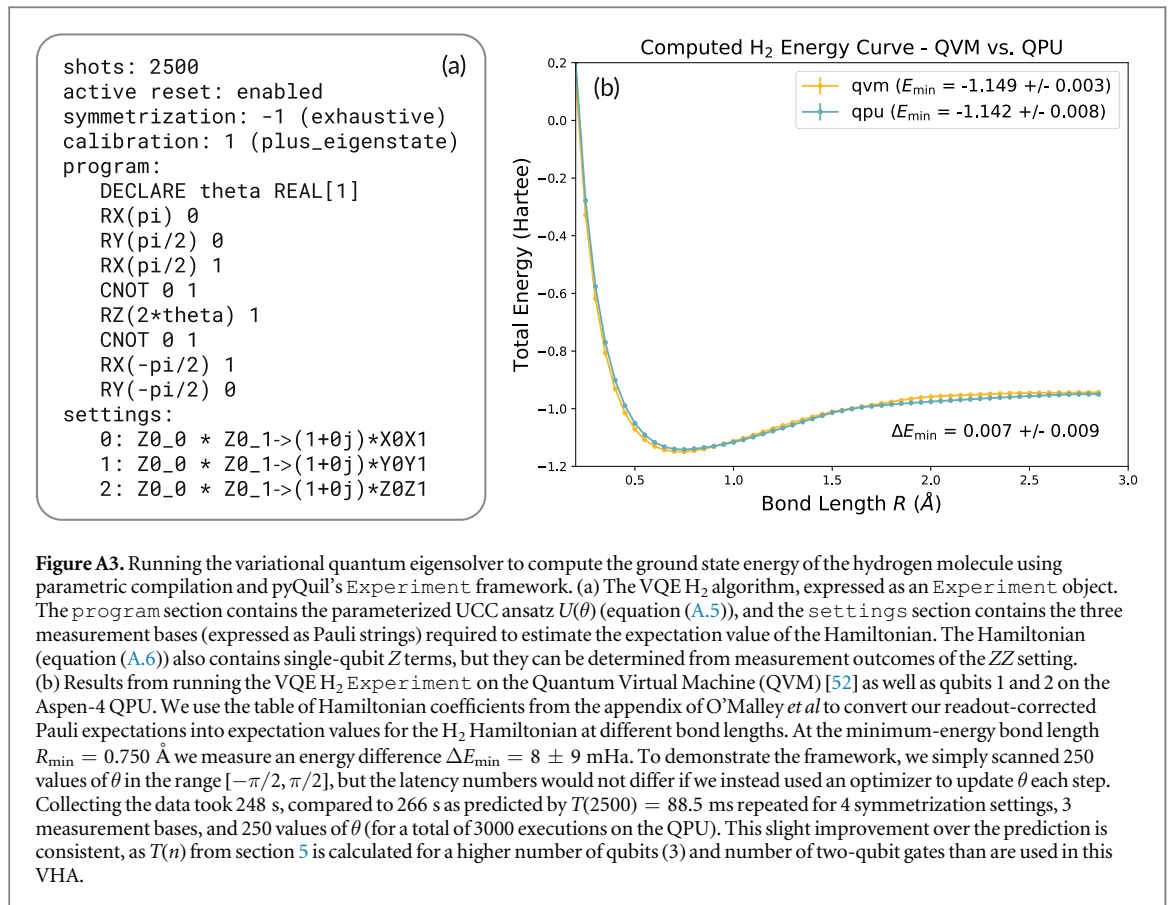 shots: 2500
(a)
active reset: enabled
symmetrization: -1 (exhaustive)
calibration: 1 (plus_eigenstate)
program:
DECLARE theta REAL[1]
RX(pi) 0
RY(pi/2) 0
RX(pi/2) 1
CNOT 0 1
RZ(2*theta) 1
CNOT 0 1
RX(-pi/2) 1
RY(-pi/2) 0
settings:
0: Z0_0 * Z0_1->(1+0j)*X0X1
1: Z0_0 * Z0_1->(1+0j)*Y0Y1
2: Z0_0 * Z0_1->(1+0j)*Z0Z1
Computed H₂ Energy Curve - QVM vs. QPU
(b)
qvm (E_min = -1.149 +/- 0.003)
qpu (E_min = -1.142 +/- 0.008)
Total Energy (Hartee)
0.2
0.0
−0.2
−0.4
−0.6
−0.8
−1.0
−1.2
ΔE_min = 0.007 +/- 0.009
0.5 1.0 1.5 2.0 2.5 3.0
Bond Length R (Å)
Figure A3. Running the variational quantum eigensolver to compute the ground state energy of the hydrogen molecule using
parametric compilation and pyQuil's Experiment framework. (a) The VQE H₂ algorithm, expressed as an Experiment object.
The program section contains the parameterized UCC ansatz U(θ) (equation (A.5)), and the settings section contains the three
measurement bases (expressed as Pauli strings) required to estimate the expectation value of the Hamiltonian. The Hamiltonian
(equation (A.6)) also contains single-qubit Z terms, but they can be determined from measurement outcomes of the ZZ setting.
(b) Results from running the VQE H₂ Experiment on the Quantum Virtual Machine (QVM) [52] as well as qubits 1 and 2 on the
Aspen-4 QPU. We use the table of Hamiltonian coefficients from the appendix of O'Malley et al to convert our readout-corrected
Pauli expectations into expectation values for the H₂ Hamiltonian at different bond lengths. At the minimum-energy bond length
R_min = 0.750 Å we measure an energy difference ΔE_min = 8 ± 9 mHa. To demonstrate the framework, we simply scanned 250
values of θ in the range [−π/2, π/2], but the latency numbers would not differ if we instead used an optimizer to update θ each step.
Collecting the data took 248 s, compared to 266 s as predicted by T(2500) = 88.5 ms repeated for 4 symmetrization settings, 3
measurement bases, and 250 values of θ (for a total of 3000 executions on the QPU). This slight improvement over the prediction is
consistent, as T(n) from section 5 is calculated for a higher number of qubits (3) and number of two-qubit gates than are used in this
VHA.